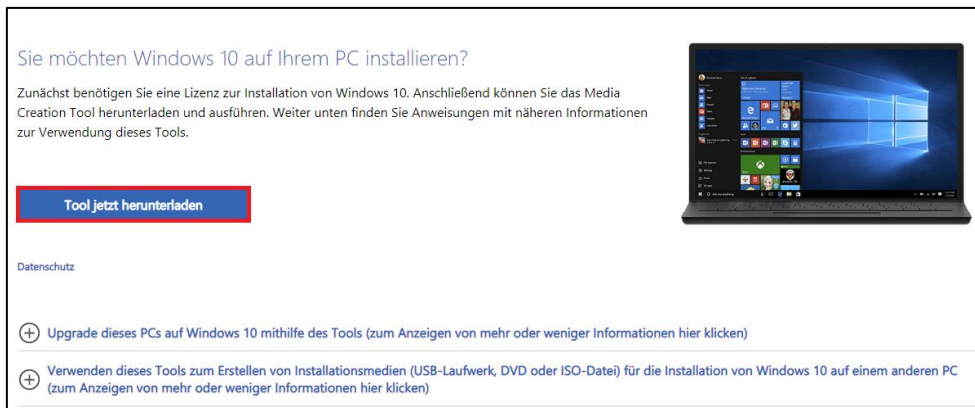 Sie möchten Windows 10 auf Ihrem PC installieren?
Zunächst benötigen Sie eine Lizenz zur Installation von Windows 10. Anschließend können Sie das Media
Creation Tool herunterladen und ausführen. Weiter unten finden Sie Anweisungen mit näheren Informationen
zur Verwendung dieses Tools.
Tool jetzt herunterladen
Datenschutz
Upgrade dieses PCs auf Windows 10 mithilfe des Tools (zum Anzeigen von mehr oder weniger Informationen hier klicken)
Verwenden dieses Tools zum Erstellen von Installationsmedien (USB-Laufwerk, DVD oder ISO-Datei) für die Installation von Windows 10 auf einem anderen PC
(zum Anzeigen von mehr oder weniger Informationen hier klicken)